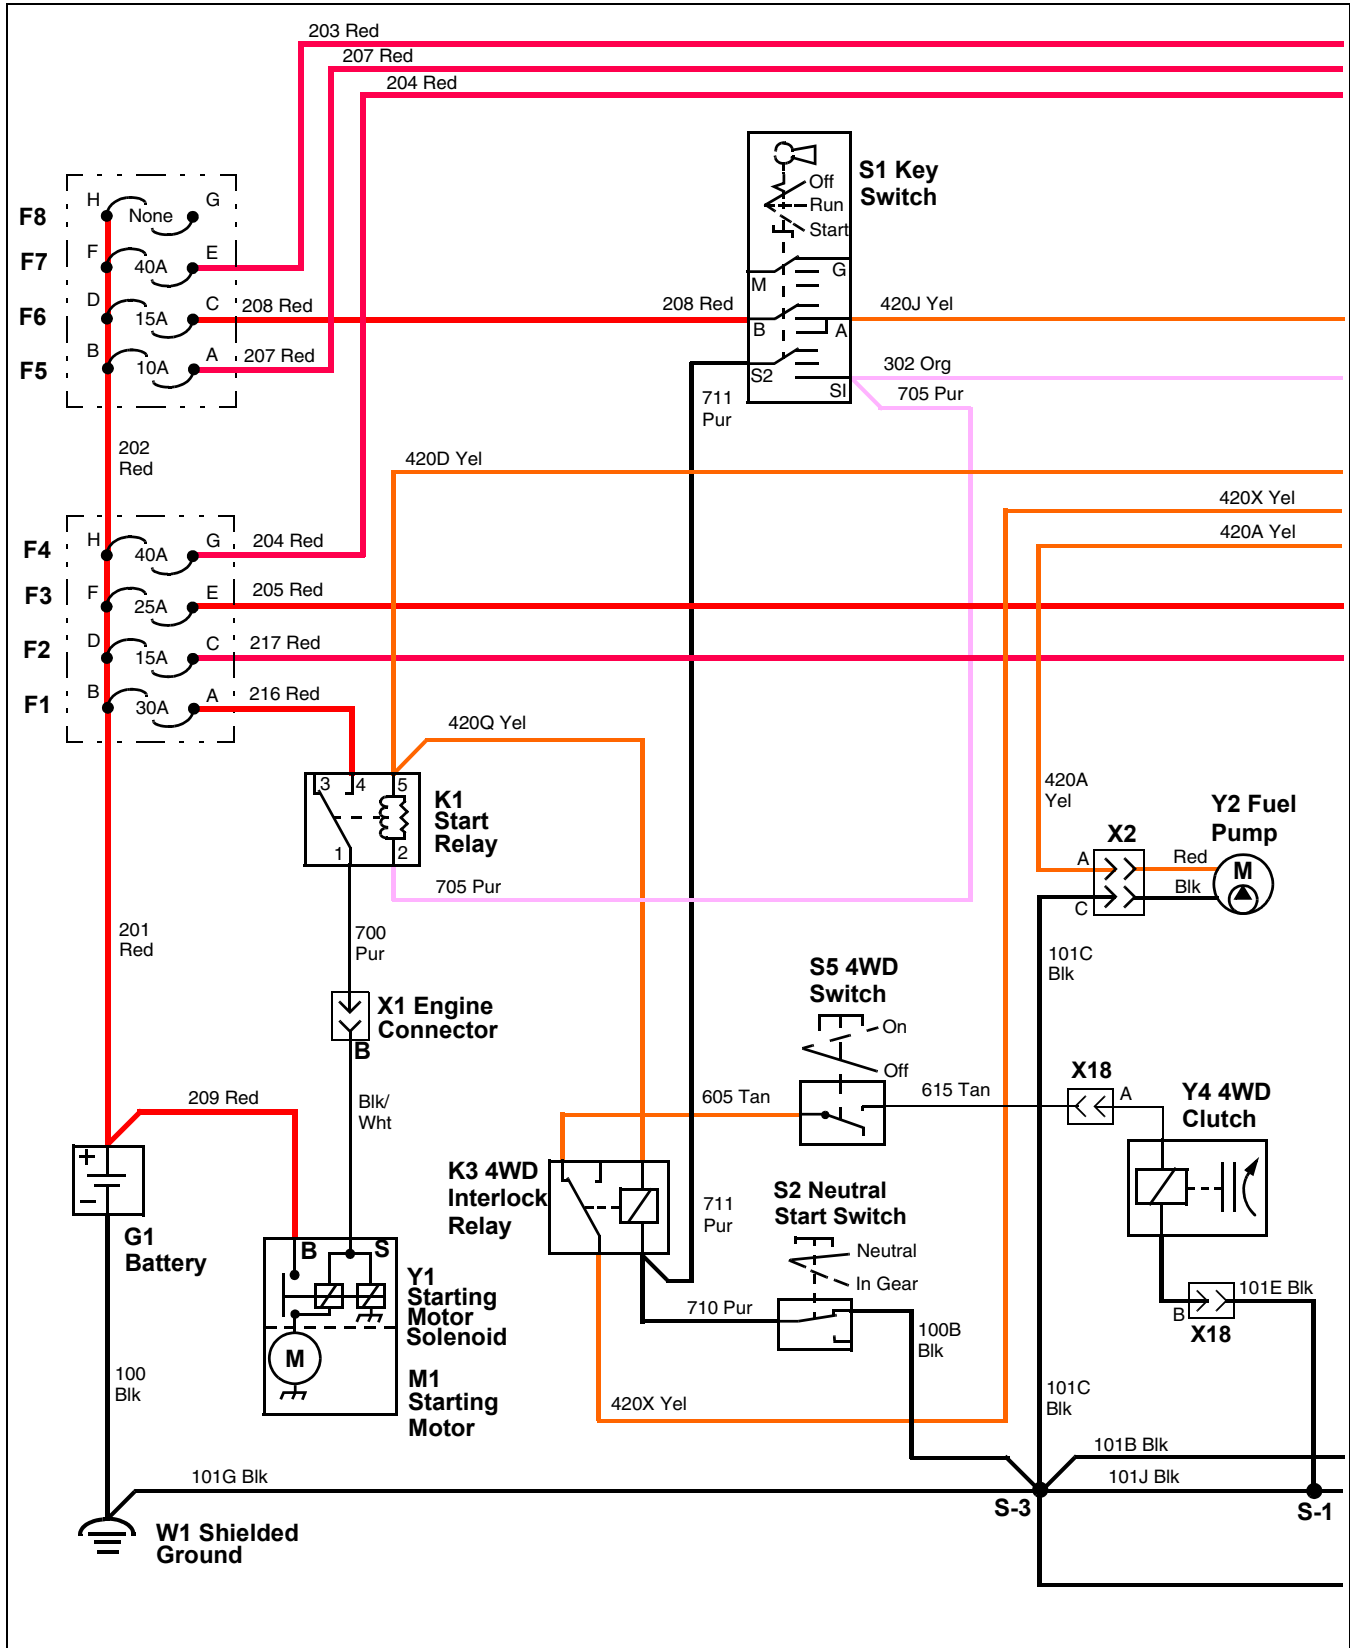 203 Red
207 Red
204 Red
S1 Key
Switch
Off
Run
Start
F8
H
None
G
F7
F
40A
E
M
G
F6
D
15A
C
208 Red
208 Red
B
A
420J Yel
F5
B
10A
A
207 Red
S2
SI
302 Org
705 Pur
711
Pur
202
Red
420D Yel
420X Yel
420A Yel
F4
H
40A
G
204 Red
F3
F
25A
E
205 Red
F2
D
15A
C
217 Red
F1
B
30A
A
216 Red
420Q Yel
3
4
5
1
2
K1
Start
Relay
705 Pur
420A
Yel
Y2 Fuel
Pump
X2
A
C
Red
Blk
M
201
Red
700
Pur
101C
Blk
X1 Engine
Connector
B
S5 4WD
Switch
On
Off
209 Red
Blk/
Wht
605 Tan
615 Tan
X18
A
Y4 4WD
Clutch
+
−
G1
Battery
K3 4WD
Interlock
Relay
711
Pur
S2 Neutral
Start Switch
Neutral
In Gear
B
S
Y1
Starting
Motor
Solenoid
M
M1
Starting
Motor
710 Pur
100B
Blk
101E Blk
B
X18
100
Blk
420X Yel
101C
Blk
101G Blk
101B Blk
101J Blk
S-3
S-1
W1 Shielded
Ground